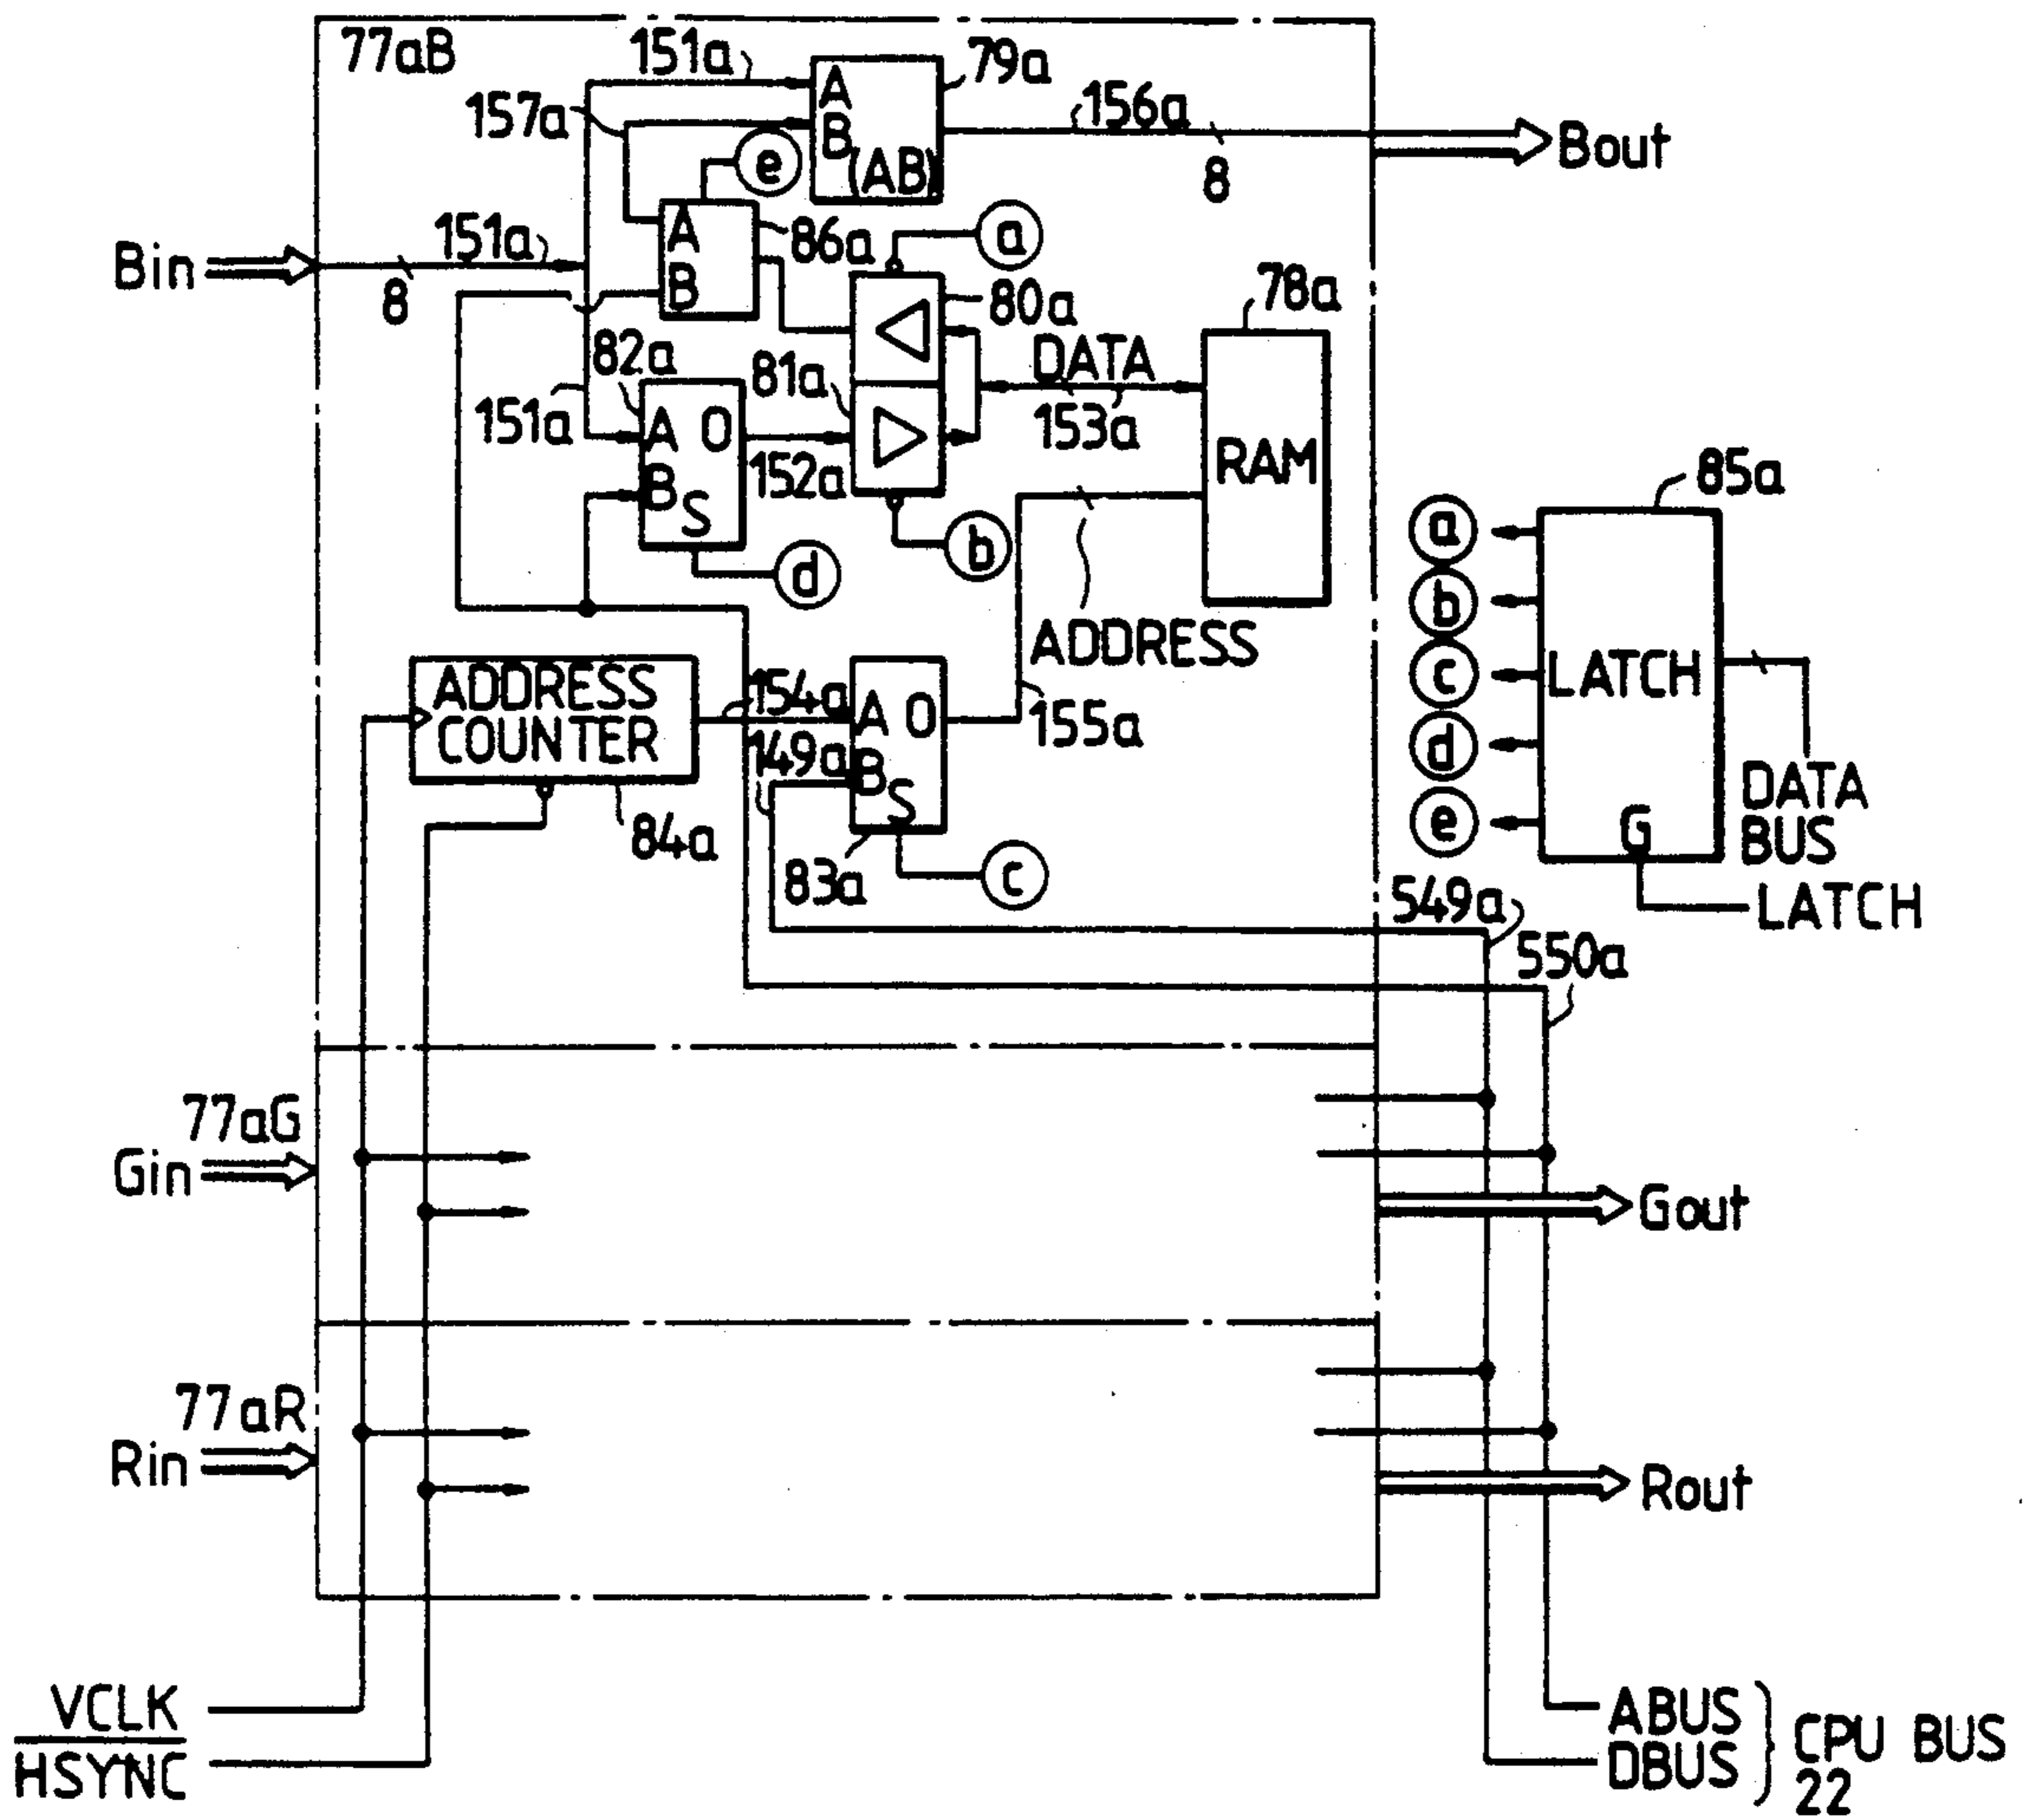 77aB
151a
79a
157a
A
B
(AB)
156a
8
Bout
e
Bin
151a
8
A
B
86a
a
80a
78a
82a
81a
DATA
153a
151a
A O
B
S
152a
RAM
b
d
ADDRESS
85a
a
b
c
d
e
LATCH
G
DATA
BUS
LATCH
ADDRESS
COUNTER
154a
149a
A O
B
S
155a
84a
83a
c
549a
550a
77aG
Gin
Gout
77aR
Rin
Rout
VCLK
HSYNC
ABUS
DBUS
CPU BUS
22